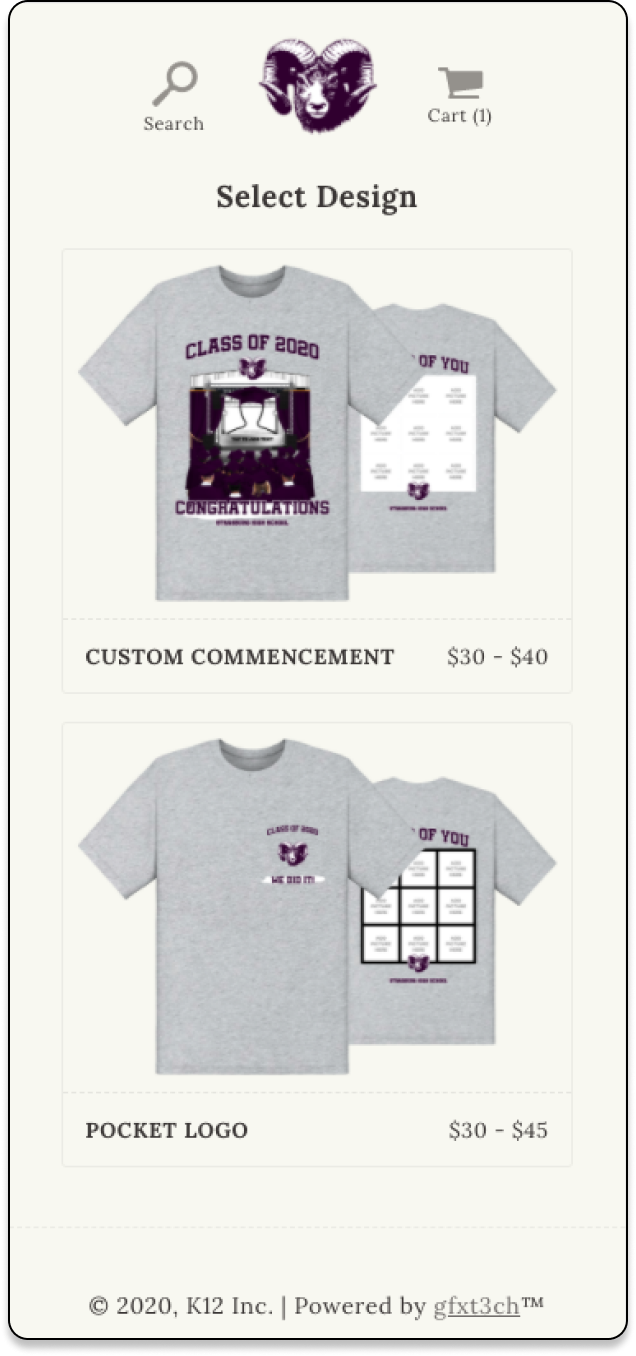 Search
Cart (1)
Select Design
CLASS OF 2020
CONGRATULATIONS
OF YOU
CUSTOM COMMENCEMENT $30 - $40
CLASS OF 2020
WE DID IT!
OF YOU
POCKET LOGO $30 - $45
© 2020, K12 Inc. | Powered by gfxt3ch™